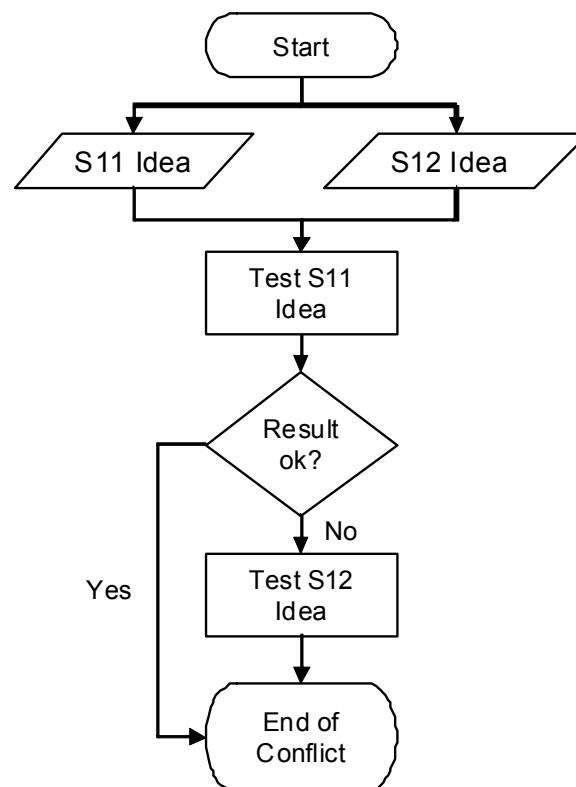 Start
S11 Idea
S12 Idea
Test S11
Idea
Result
ok?
No
Yes
Test S12
Idea
End of
Conflict